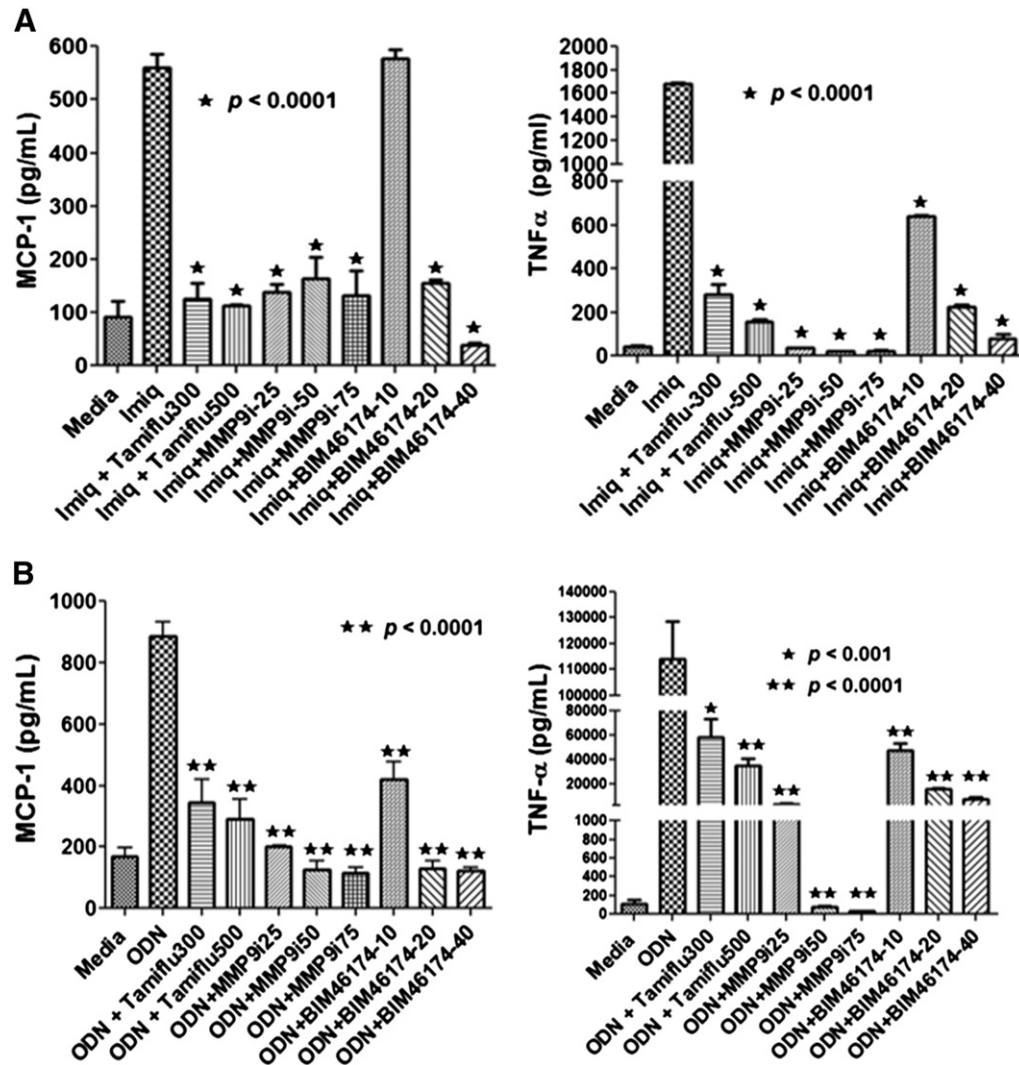 A
MCP-1 (pg/mL)
600
500
400
300
200
100
0
★ p < 0.0001
★
★
★
★
★
★
★
Media
Imiq
Imiq + Tamiflu300
Imiq + Tamiflu500
Imiq+MMP9i-25
Imiq+MMP9i-50
Imiq+MMP9i-75
Imiq+BIM46174-10
Imiq+BIM46174-20
Imiq+BIM46174-40
TNFα (pg/ml)
2000
1800
1600
1400
1200
1000
800
600
400
200
0
★ p < 0.0001
★
★
★
★
★
★
★
★
Media
Imiq
Imiq + Tamiflu-300
Imiq + Tamiflu-500
Imiq+MMP9i-25
Imiq+MMP9i-50
Imiq+MMP9i-75
Imiq+BIM46174-10
Imiq+BIM46174-20
Imiq+BIM46174-40
B
MCP-1 (pg/mL)
1000
800
600
400
200
0
★★ p < 0.0001
★★
★★
★★
★★
★★
★★
★★
★★
Media
ODN
ODN + Tamiflu300
ODN + Tamiflu500
ODN+MMP9i25
ODN+MMP9i50
ODN+MMP9i75
ODN+BIM46174-10
ODN+BIM46174-20
ODN+BIM46174-40
TNF-α (pg/mL)
140000
130000
120000
110000
100000
80000
60000
40000
20000
1000
800
600
400
200
0
★ p < 0.001
★★ p < 0.0001
★
★★
★★
★★
★★
★★
★★
★★
Media
ODN
ODN + Tamiflu300
ODN + Tamiflu500
ODN+MMP9i25
ODN+MMP9i50
ODN+MMP9i75
ODN+BIM46174-10
ODN+BIM46174-20
ODN+BIM46174-40